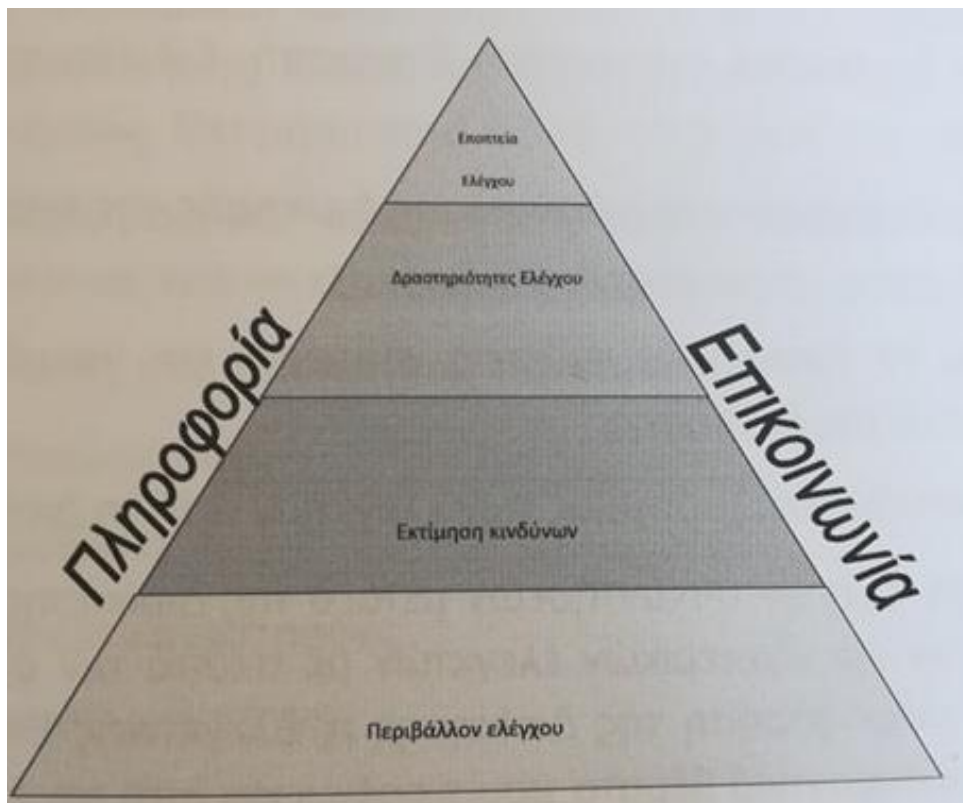 Εποπτεία
Ελέγχου
Δραστηριότητες Ελέγχου
Πληροφορία
Επικοινωνία
Εκτίμηση κινδύνων
Περιβάλλον ελέγχου